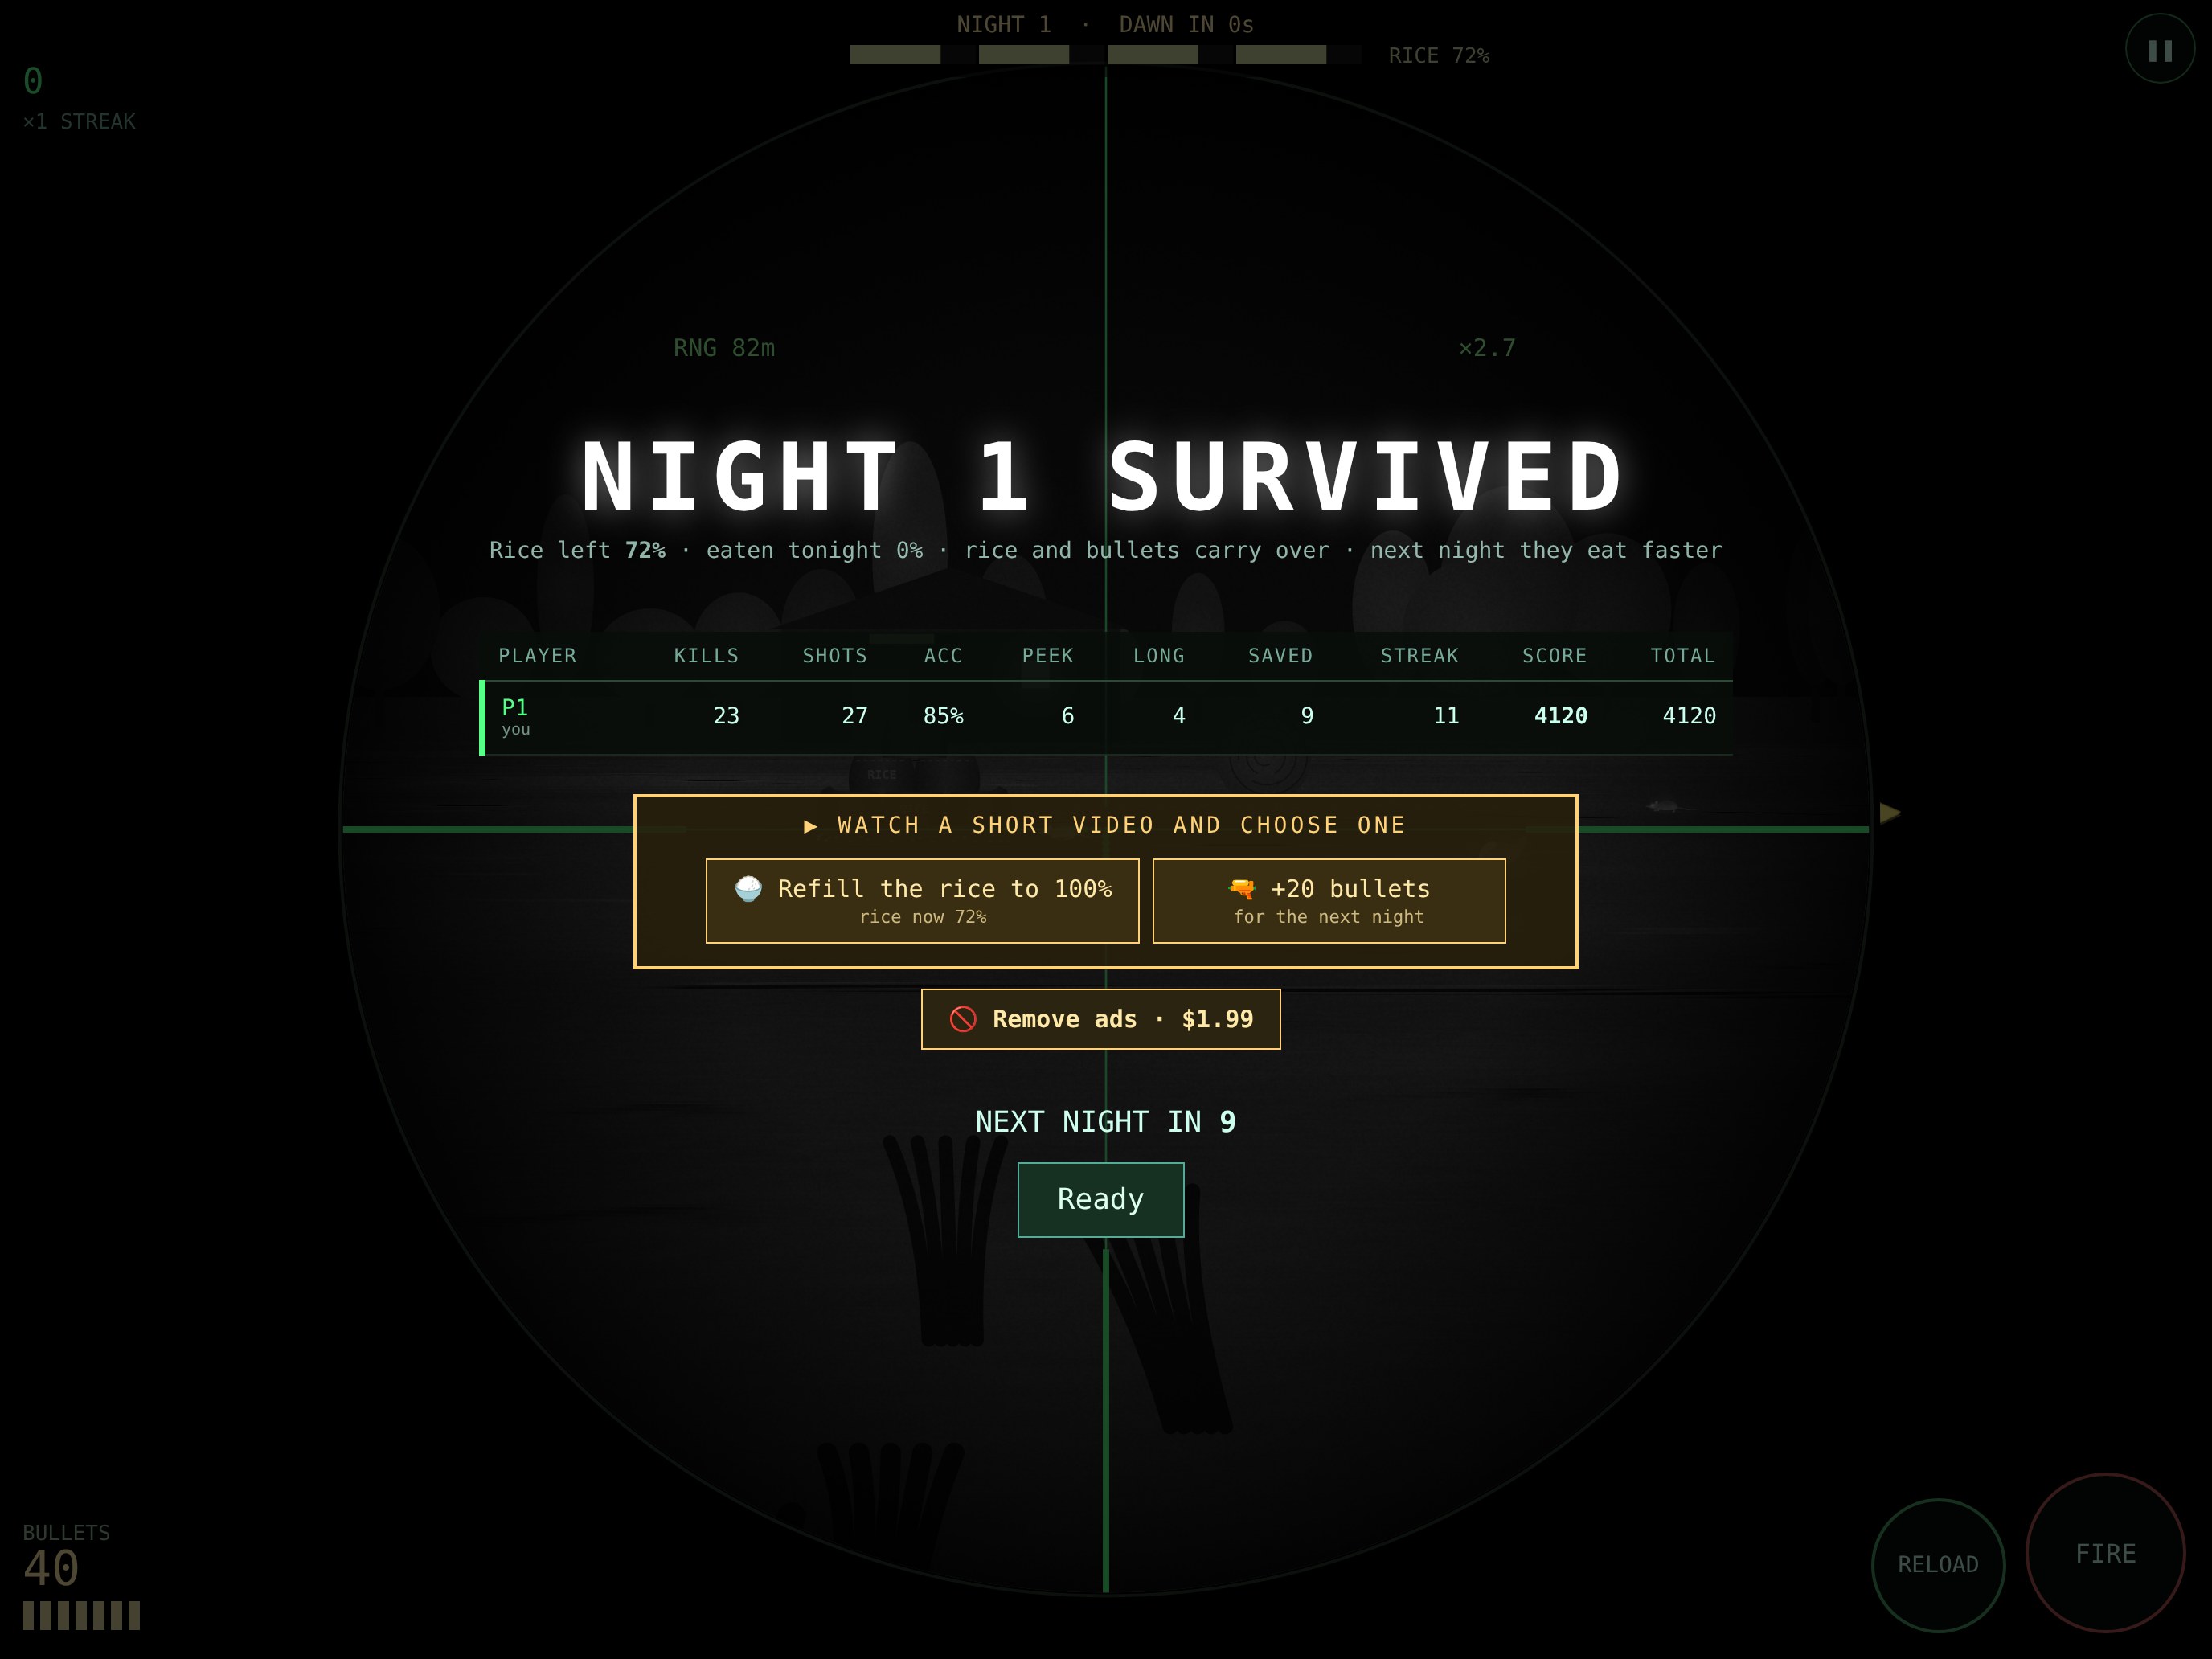 NIGHT 1 · DAWN IN 0s
RICE 72%
0
×1 STREAK
RNG 82m
×2.7
NIGHT 1 SURVIVED
Rice left 72% · eaten tonight 0% · rice and bullets carry over · next night they eat faster
PLAYER KILLS SHOTS ACC PEEK LONG SAVED STREAK SCORE TOTAL
P1 23 27 85% 6 4 9 11 4120 4120
you
RICE
▶ WATCH A SHORT VIDEO AND CHOOSE ONE
Refill the rice to 100%
rice now 72%
+20 bullets
for the next night
Remove ads · $1.99
NEXT NIGHT IN 9
Ready
BULLETS
40
RELOAD
FIRE